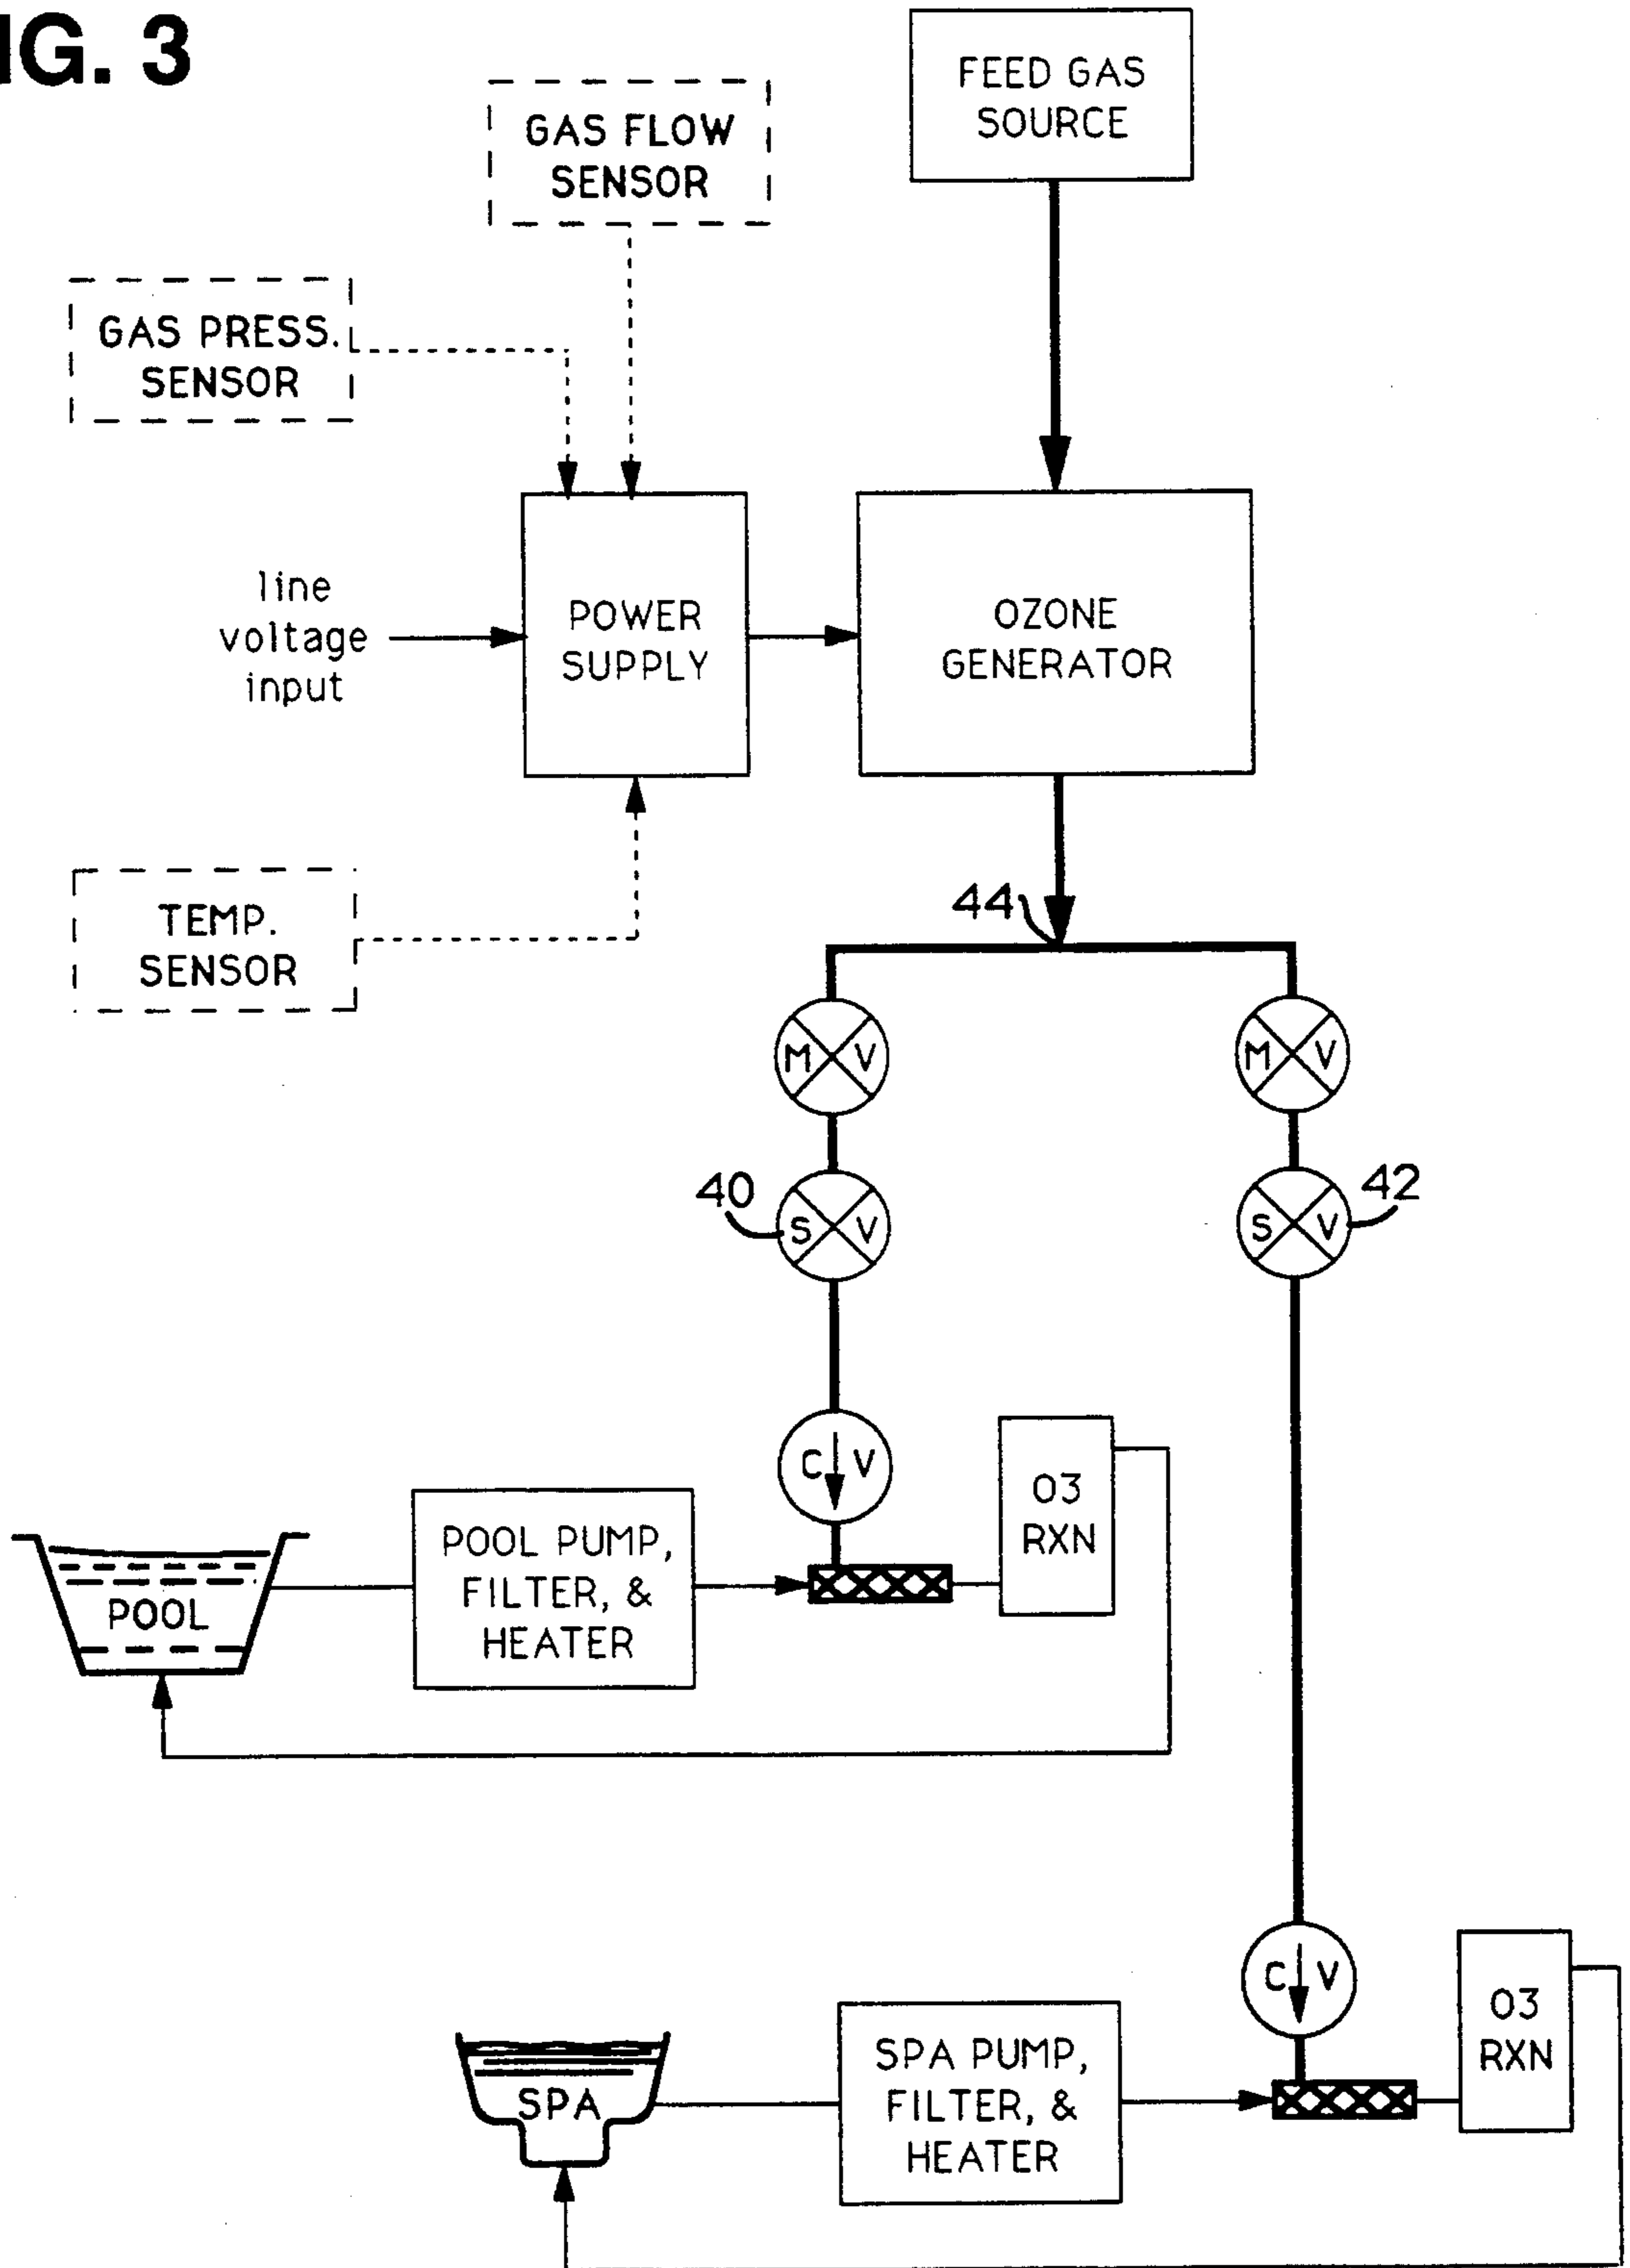 IG. 3
FEED GAS
SOURCE
GAS FLOW
SENSOR
GAS PRESS.
SENSOR
line
voltage
input
POWER
SUPPLY
OZONE
GENERATOR
TEMP.
SENSOR
44
M V
M V
40
S V
S V
42
C V
O3
RXN
POOL
POOL PUMP,
FILTER, &
HEATER
C V
O3
RXN
SPA
SPA PUMP,
FILTER, &
HEATER